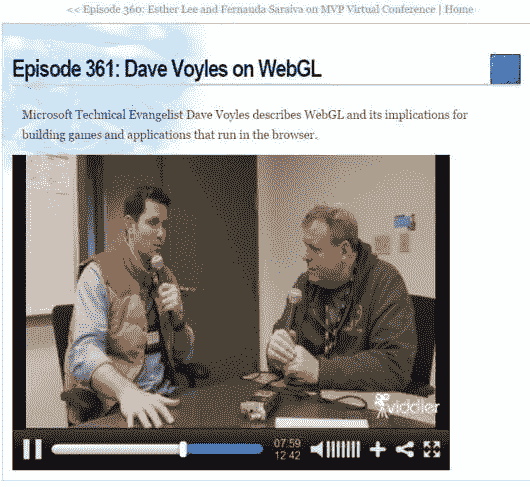 << Episode 360: Esther Lee and Fernanda Saraiva on MVP Virtual Conference | Home
Episode 361: Dave Voyles on WebGL
Microsoft Technical Evangelist Dave Voyles describes WebGL and its implications for
building games and applications that run in the browser.
viddler
07:59
12:42